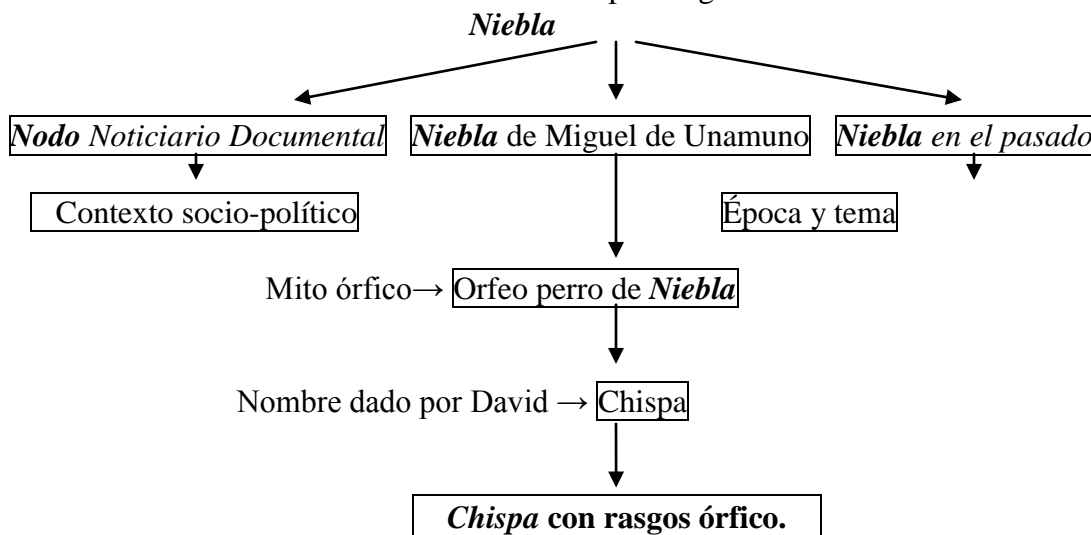 Niebla
Nodo Noticiario Documental
Niebla de Miguel de Unamuno
Niebla en el pasado
Contexto socio-político
Época y tema
Mito órfico→ Orfeo perro de Niebla
Nombre dado por David → Chispa
Chispa con rasgos órfico.